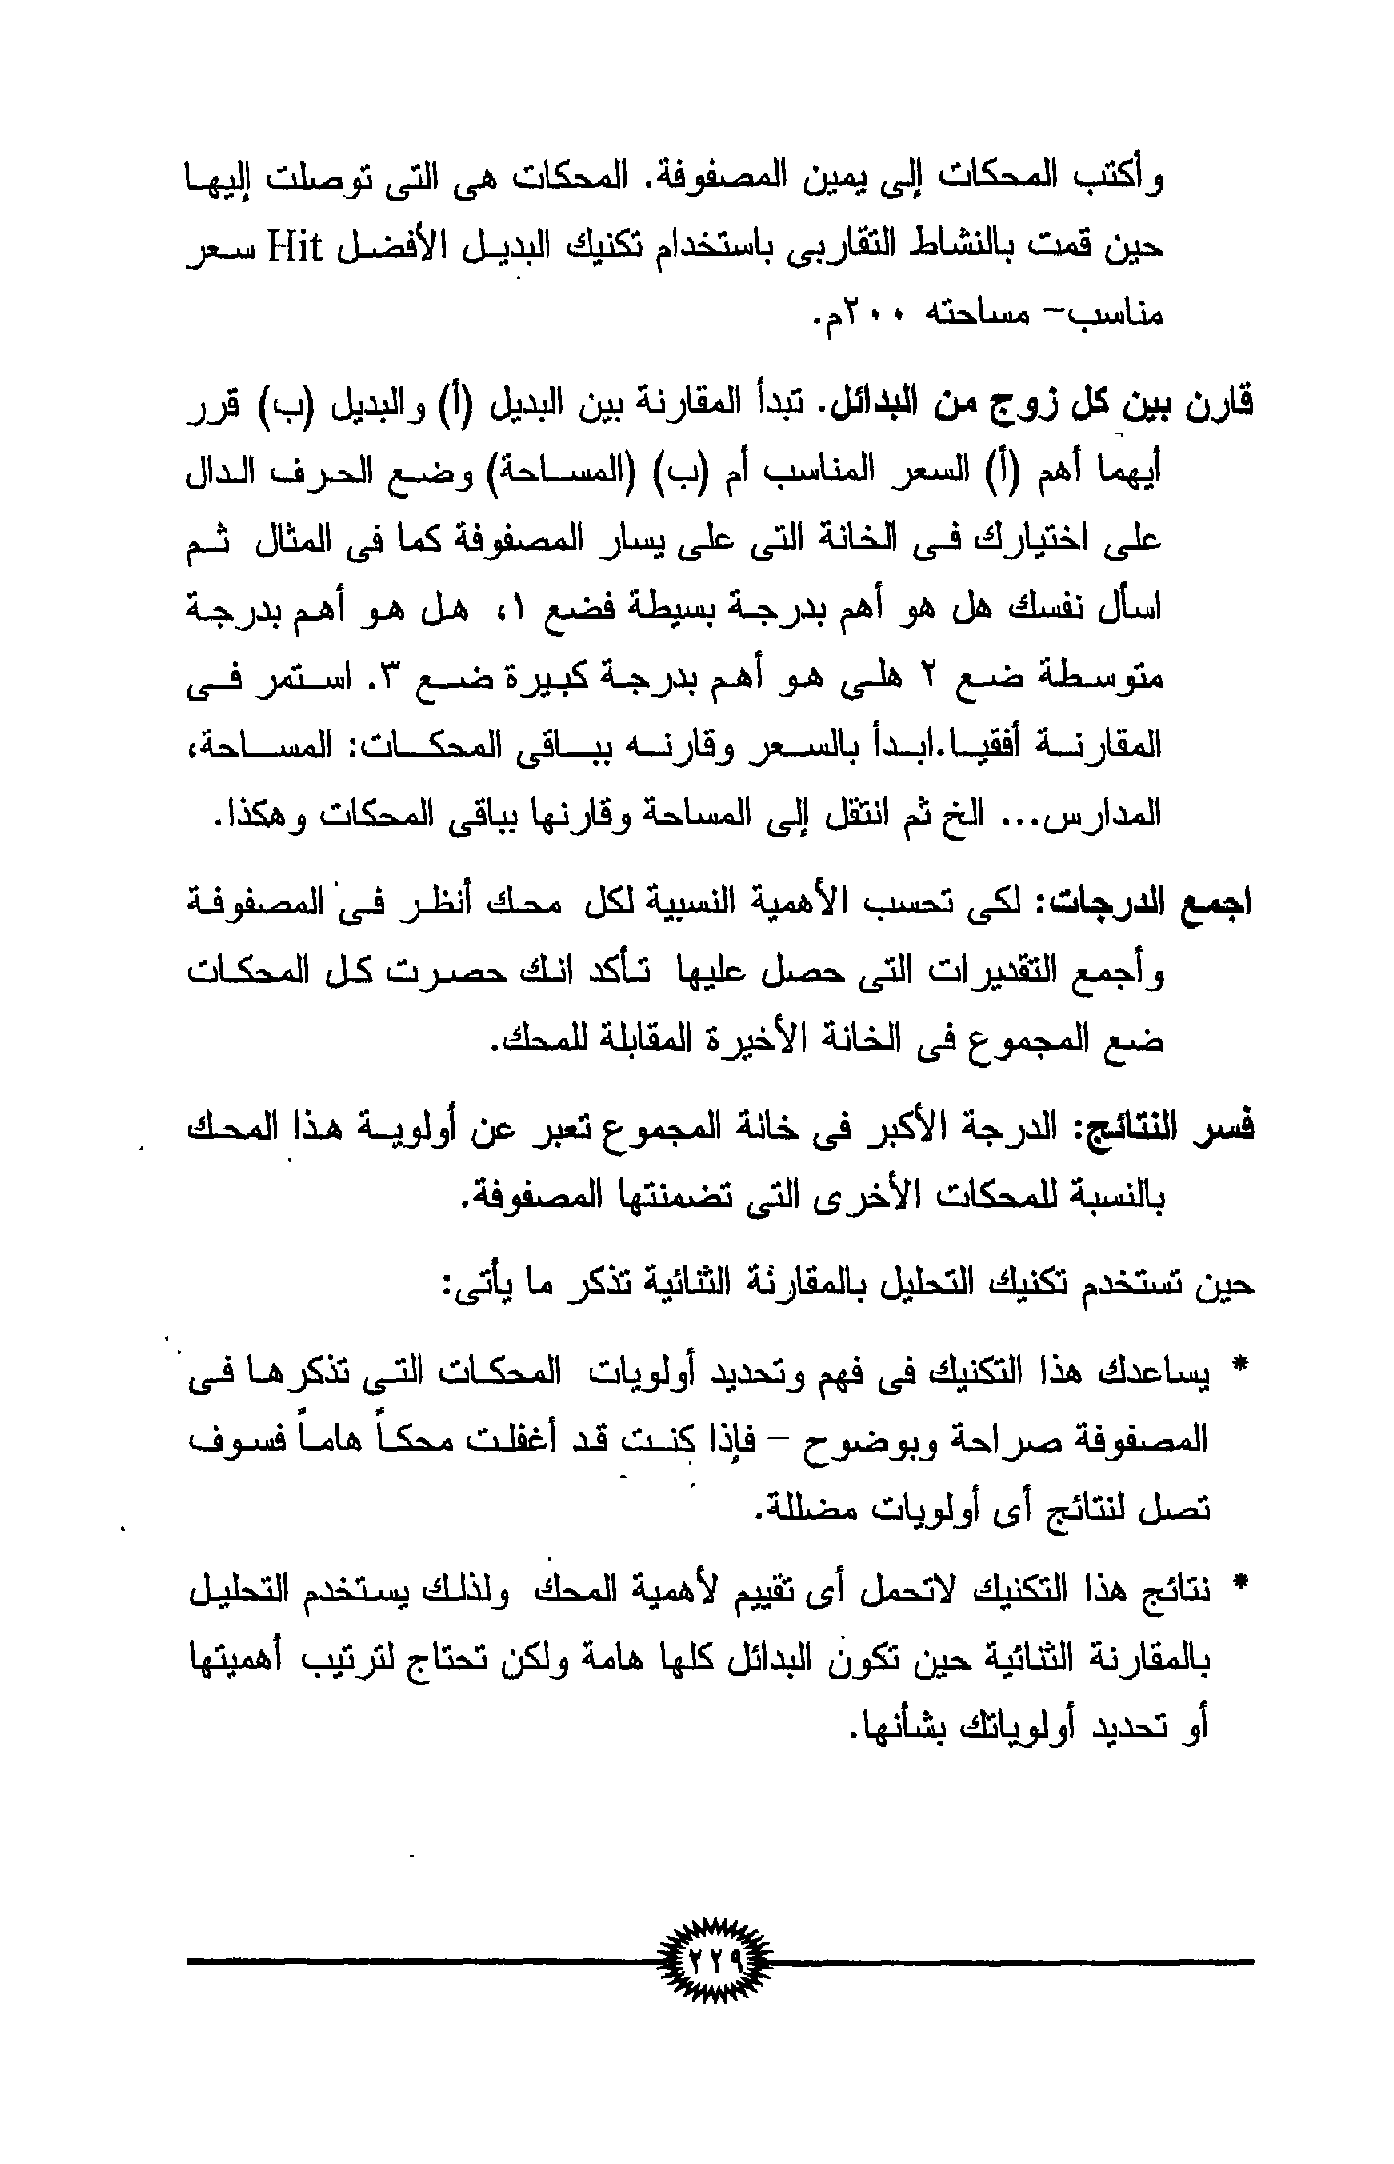 وأكتب المحكات إلى يمين المصفوفة. المحكات هى التى توصلت إليها
حين قمت بالنشاط التقاربى باستخدام تكنيك البديل الأفضل Hit سعر
مناسب- مساحته ٢٠٠م.
قارن بين كل زوج من البدائل. تبدأ المقارنة بين البديل (أ) والبديل (ب) قرر
أيهما أهم (أ) السعر المناسب أم (ب) (المساحة) وضع الحرف الدال
على اختيارك فى الخانة التى على يسار المصفوفة كما فى المثال ثم
اسأل نفسك هل هو أهم بدرجة بسيطة فضع ١، هل هو أهم بدرجة
متوسطة ضع ٢ هلى هو أهم بدرجة كبيرة ضع ٣. استمر فى
المقارنة أفقيا.ابدأ بالسعر وقارنه بباقى المحكات: المساحة،
المدارس... الخ ثم انتقل إلى المساحة وقارنها بباقى المحكات وهكذا.
اجمع الدرجات: لكى تحسب الأهمية النسبية لكل محك أنظر فى المصفوفة
وأجمع التقديرات التى حصل عليها تأكد انك حصرت كل المحكات
ضع المجموع فى الخانة الأخيرة المقابلة للمحك.
فسر النتائج: الدرجة الأكبر فى خانة المجموع تعبر عن أولوية هذا المحك
بالنسبة للمحكات الأخرى التى تضمنتها المصفوفة.
حين تستخدم تكنيك التحليل بالمقارنة الثنائية تذكر ما يأتى:
* يساعدك هذا التكنيك فى فهم وتحديد أولويات المحكات التى تذكرها فى
المصفوفة صراحة وبوضوح – فإذا كنت قد أغفلت محكاً هاماً فسوف
تصل لنتائج أى أولويات مضللة.
* نتائج هذا التكنيك لاتحمل أى تقييم لأهمية المحك ولذلك يستخدم التحليل
بالمقارنة الثنائية حين تكون البدائل كلها هامة ولكن تحتاج لترتيب أهميتها
أو تحديد أولوياتك بشأنها.
٢٢٩